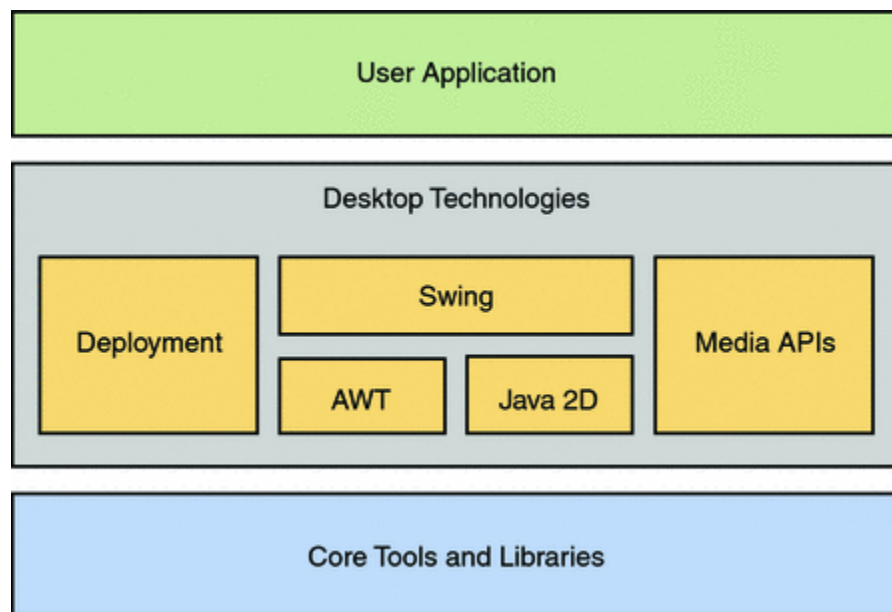 User Application
Desktop Technologies
Swing
Deployment
Media APIs
AWT
Java 2D
Core Tools and Libraries